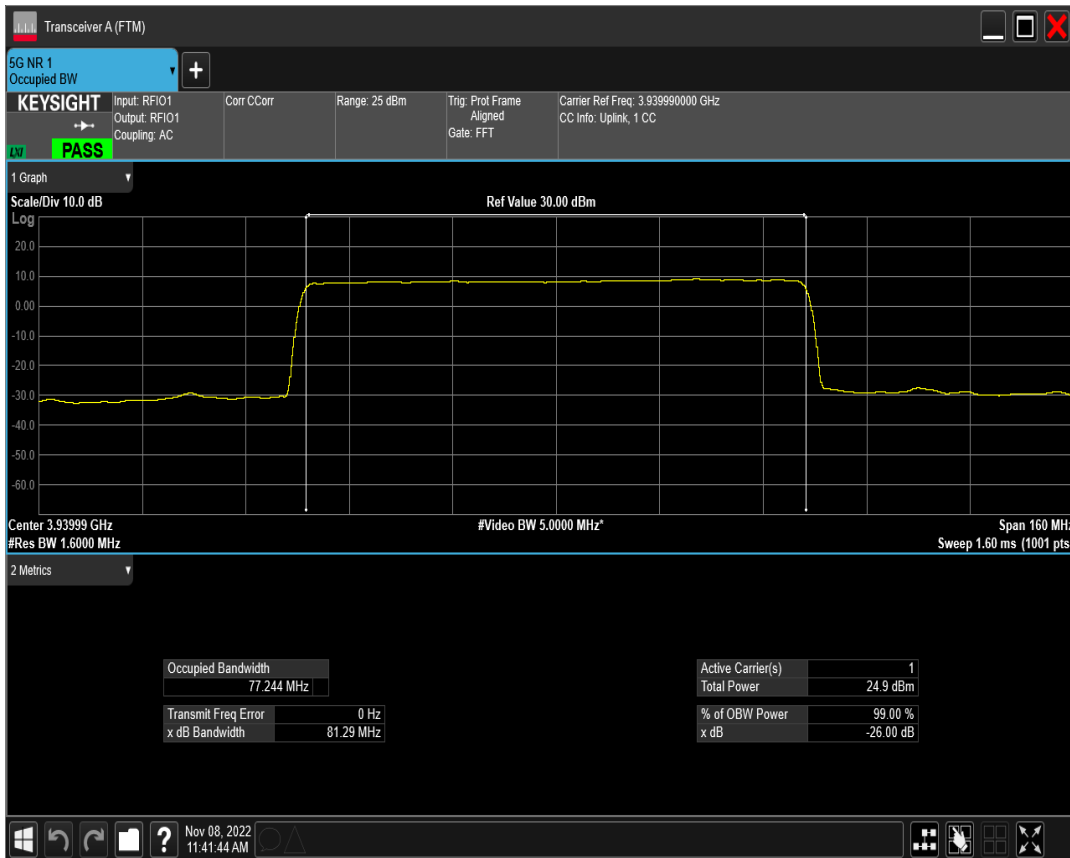 Transceiver A (FTM)
5G NR 1
Occupied BW
+
KEYSIGHT
LXI
PASS
Input: RFIO1
Output: RFIO1
Coupling: AC
Corr CCorr
Range: 25 dBm
Trig: Prot Frame
Aligned
Gate: FFT
Carrier Ref Freq: 3.939990000 GHz
CC Info: Uplink, 1 CC
1 Graph
Scale/Div 10.0 dB
Ref Value 30.00 dBm
Log
20.0
10.0
0.00
-10.0
-20.0
-30.0
-40.0
-50.0
-60.0
Center 3.93999 GHz
#Video BW 5.0000 MHz*
Span 160 MHz
#Res BW 1.6000 MHz
Sweep 1.60 ms (1001 pts
2 Metrics
Occupied Bandwidth
77.244 MHz
Transmit Freq Error 0 Hz
x dB Bandwidth 81.29 MHz
Active Carrier(s) 1
Total Power 24.9 dBm
% of OBW Power 99.00 %
x dB -26.00 dB
?
Nov 08, 2022
11:41:44 AM